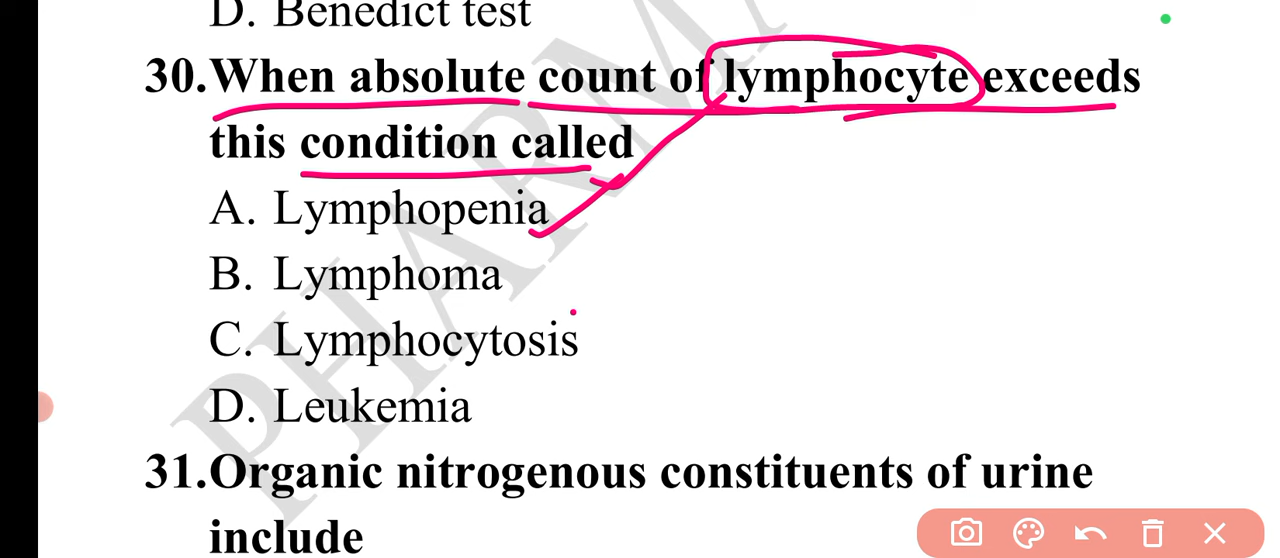 D. Benedict test
30.When absolute count of lymphocyte exceeds
this condition called
A. Lymphopenia
B. Lymphoma
C. Lymphocytosis
D. Leukemia
31.Organic nitrogenous constituents of urine
include
PHARM